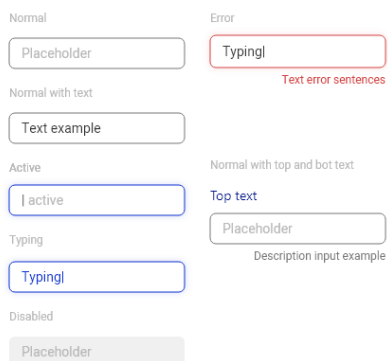 Normal
Placeholder
Normal with text
Text example
Active
active
Typing
Typing
Disabled
Placeholder
Error
Typing
Text error sentences
Normal with top and bot text
Top text
Placeholder
Description input example